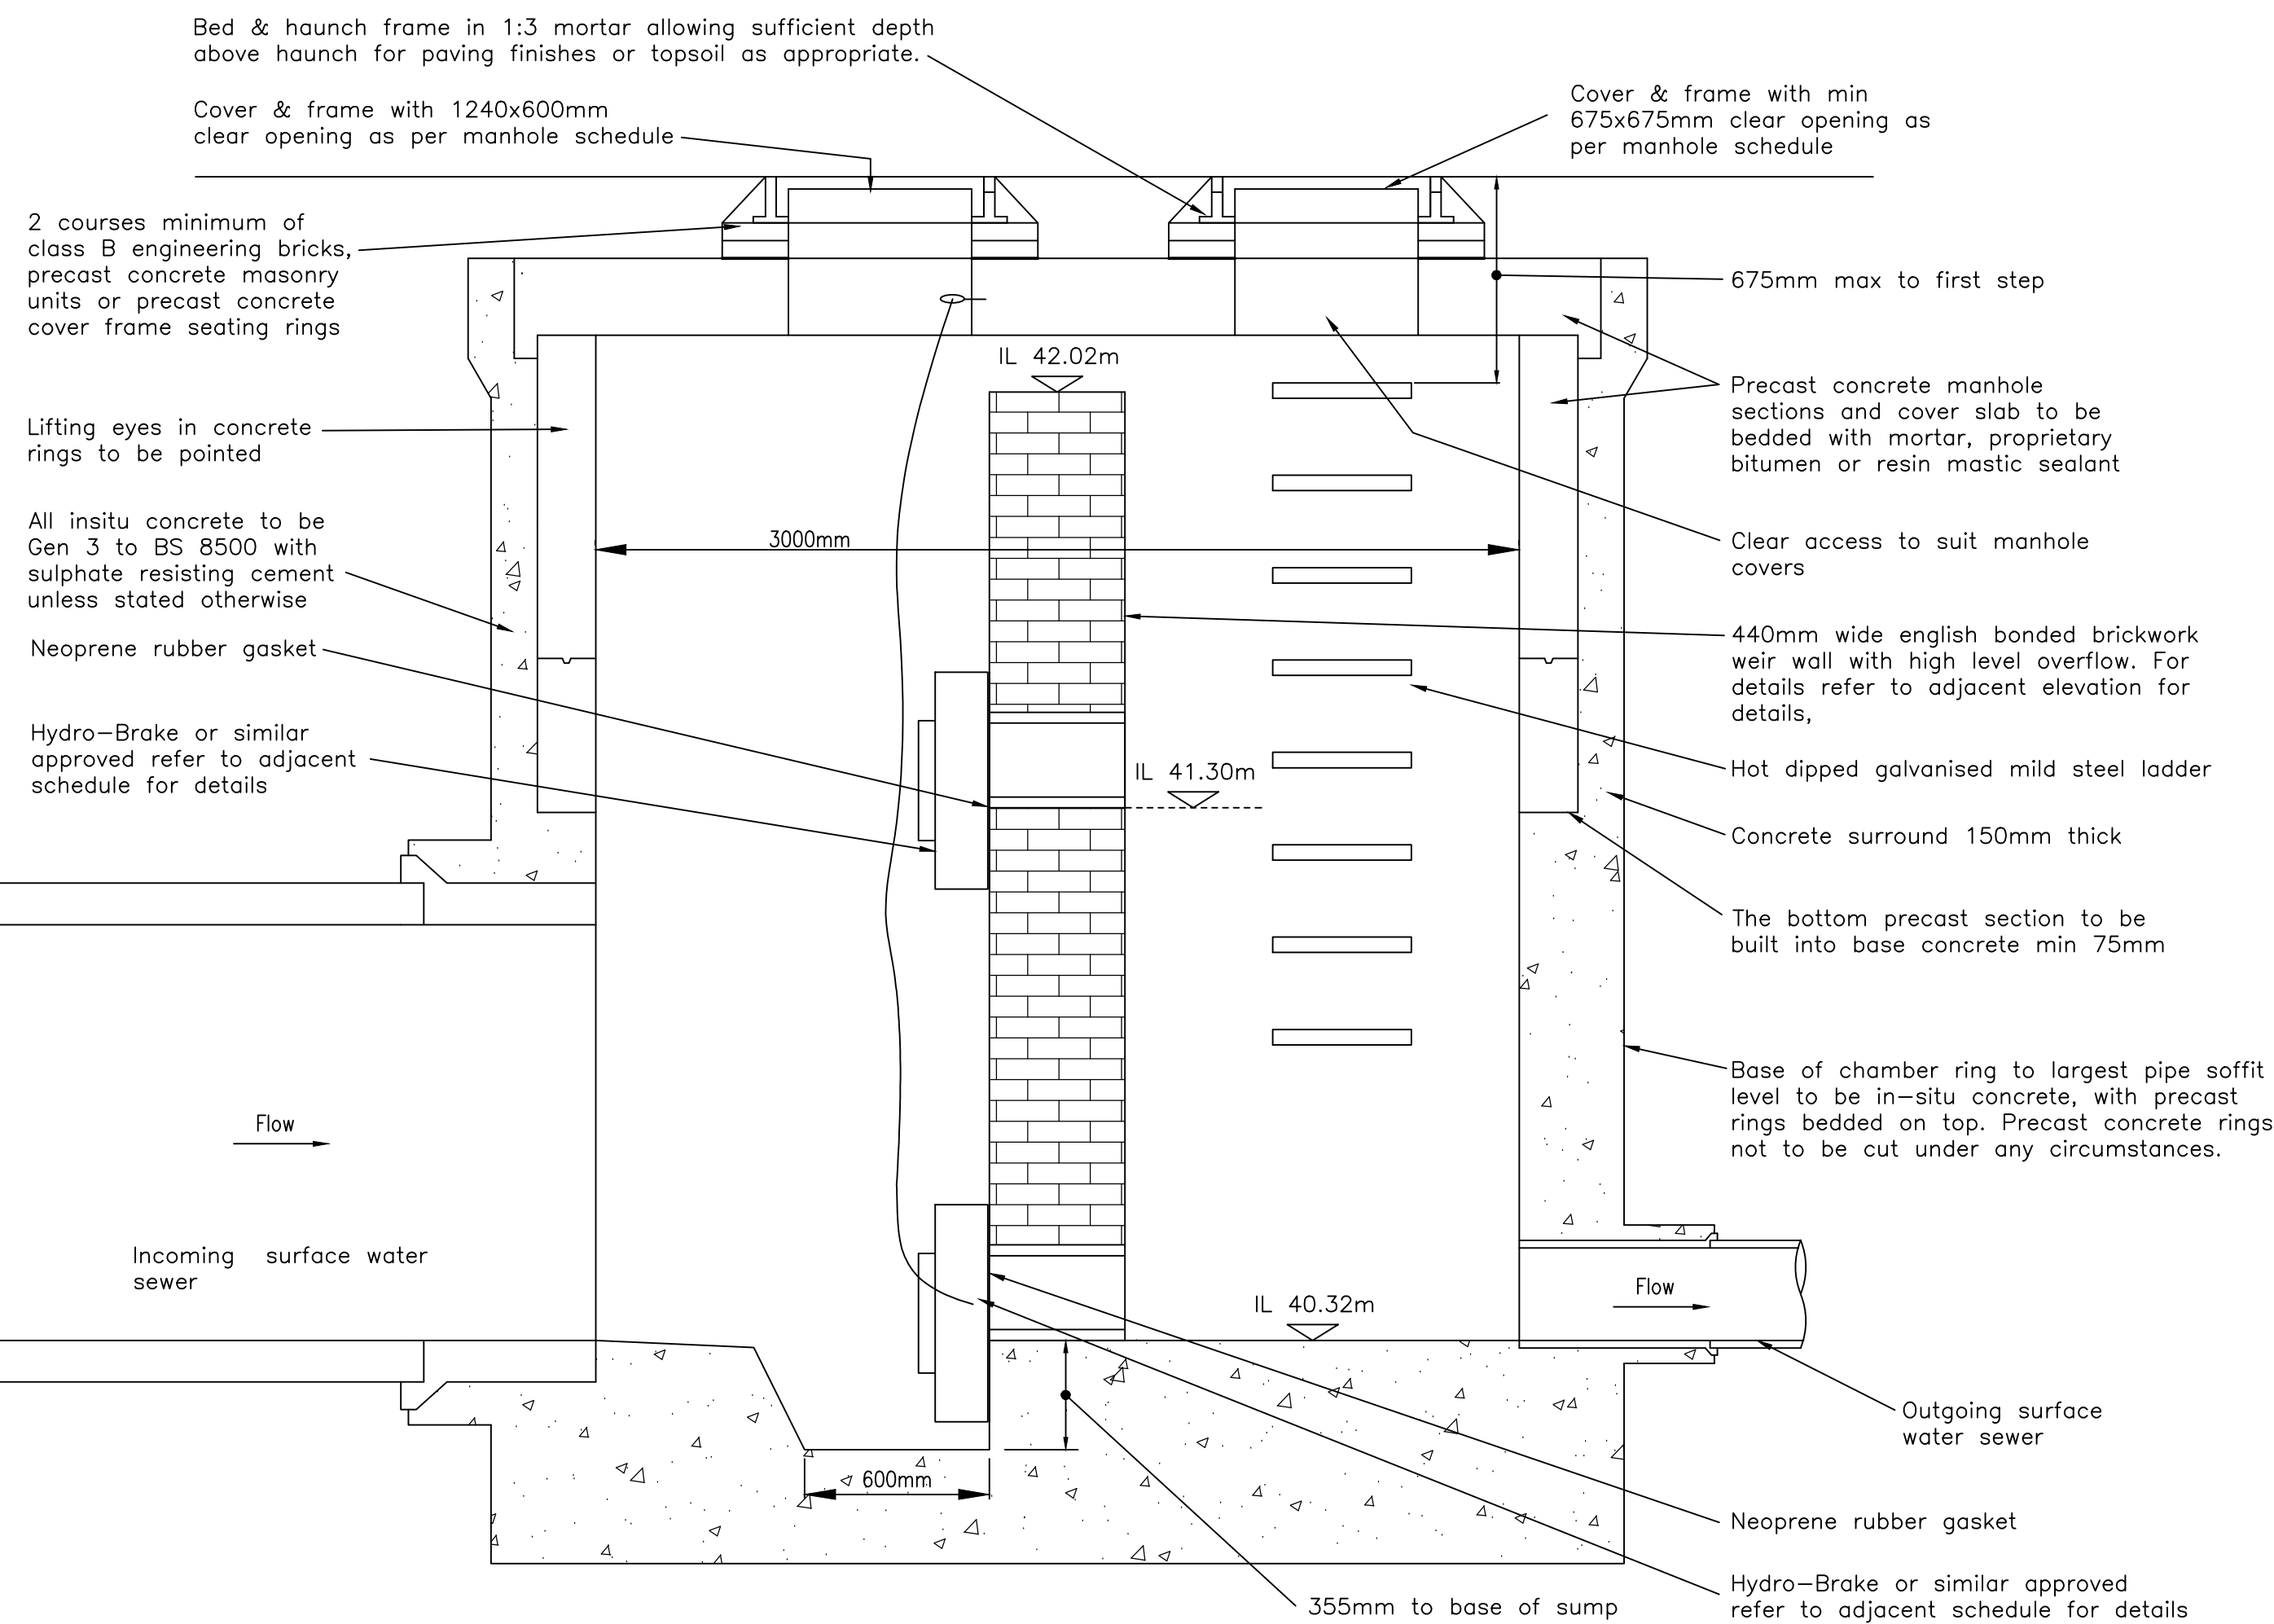 Bed & haunch frame in 1:3 mortar allowing sufficient depth
above haunch for paving finishes or topsoil as appropriate.
Cover & frame with 1240x600mm
clear opening as per manhole schedule
Cover & frame with min
675x675mm clear opening as
per manhole schedule
2 courses minimum of
class B engineering bricks,
precast concrete masonry
units or precast concrete
cover frame seating rings
675mm max to first step
IL 42.02m
Precast concrete manhole
sections and cover slab to be
bedded with mortar, proprietary
bitumen or resin mastic sealant
Lifting eyes in concrete
rings to be pointed
All insitu concrete to be
Gen 3 to BS 8500 with
sulphate resisting cement
unless stated otherwise
3000mm
Clear access to suit manhole
covers
Neoprene rubber gasket
440mm wide english bonded brickwork
weir wall with high level overflow. For
details refer to adjacent elevation for
details,
Hydro-Brake or similar
approved refer to adjacent
schedule for details
IL 41.30m
Hot dipped galvanised mild steel ladder
Concrete surround 150mm thick
The bottom precast section to be
built into base concrete min 75mm
Base of chamber ring to largest pipe soffit
level to be in-situ concrete, with precast
rings bedded on top. Precast concrete rings
not to be cut under any circumstances.
Flow
Incoming surface water
sewer
IL 40.32m
Flow
Outgoing surface
water sewer
600mm
Neoprene rubber gasket
Hydro-Brake or similar approved
refer to adjacent schedule for details
355mm to base of sump